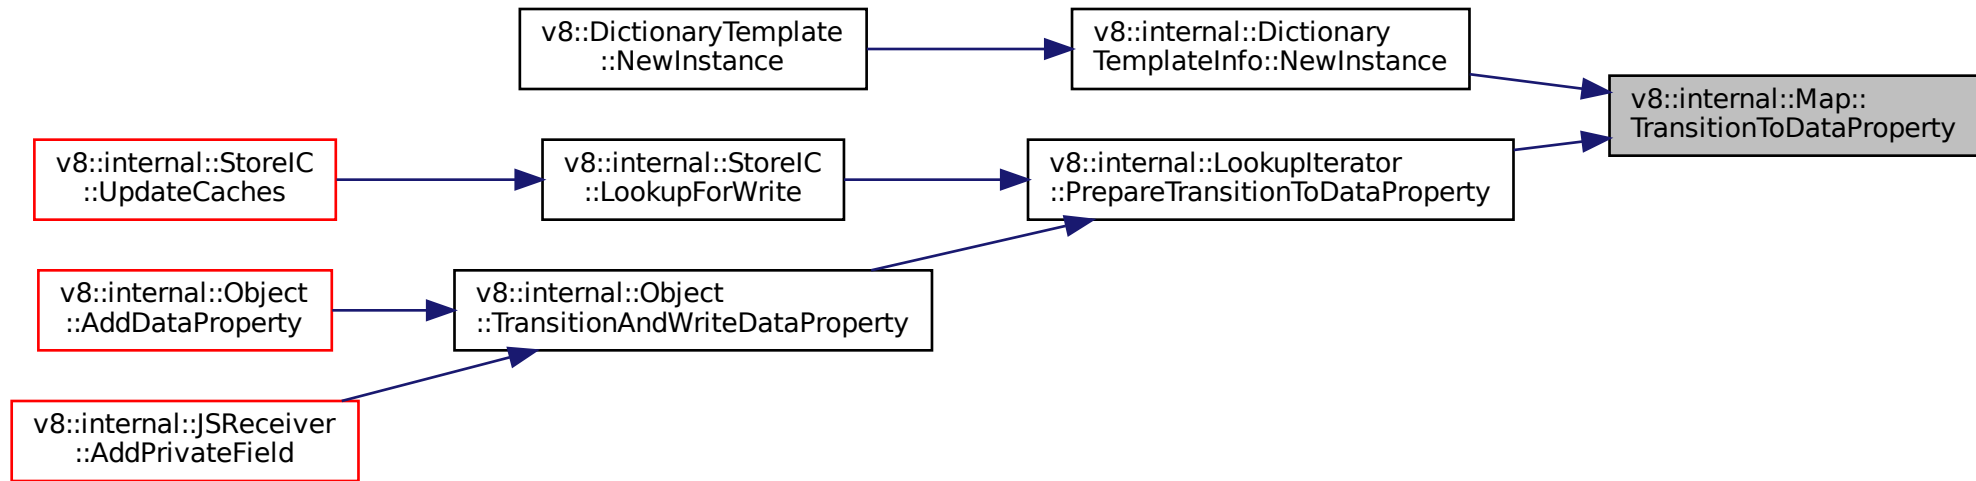 v8::DictionaryTemplate
::NewInstance
v8::internal::Dictionary
TemplateInfo::NewInstance
v8::internal::Map::
TransitionToDataProperty
v8::internal::StoreIC
::UpdateCaches
v8::internal::StoreIC
::LookupForWrite
v8::internal::LookupIterator
::PrepareTransitionToDataProperty
v8::internal::Object
::AddDataProperty
v8::internal::Object
::TransitionAndWriteDataProperty
v8::internal::JSReceiver
::AddPrivateField